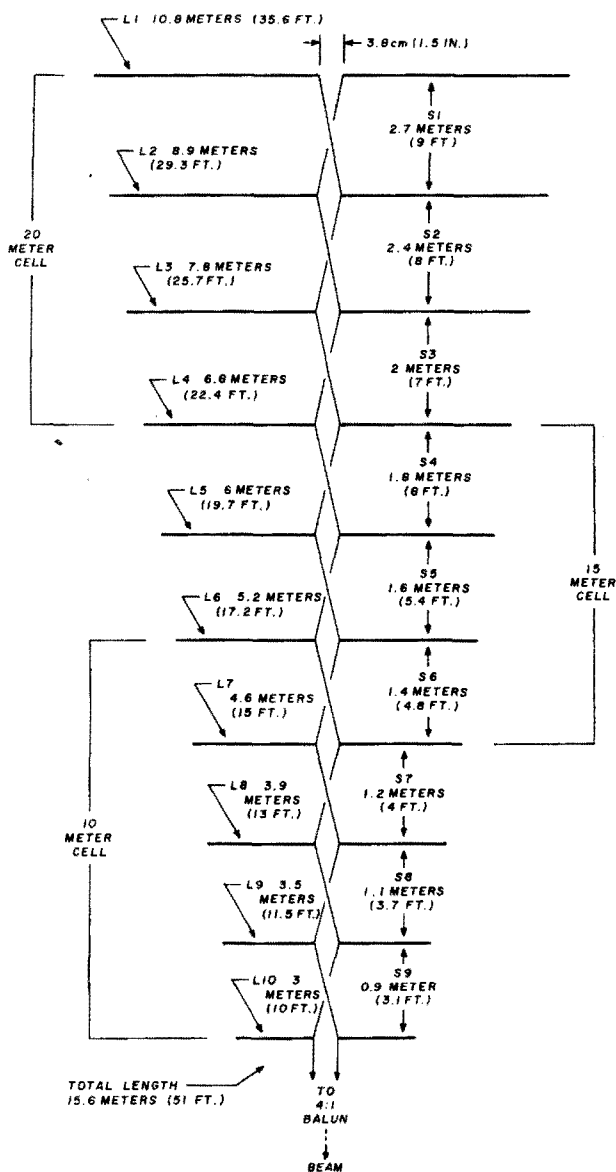 L1 10.8 METERS (35.6 FT.)
3.8cm (1.5 IN.)
S1
2.7 METERS
(9 FT)
L2 8.9 METERS
(29.3 FT.)
20
METER
CELL
S2
2.4 METERS
(8 FT)
L3 7.8 METERS
(25.7 FT.)
S3
2 METERS
(7 FT)
L4 6.8 METERS
(22.4 FT.)
S4
1.8 METERS
(6 FT)
L5 6 METERS
(19.7 FT.)
15
METER
CELL
S5
1.6 METERS
(5.4 FT)
L6 5.2 METERS
(17.2 FT.)
S6
1.4 METERS
(4.8 FT)
L7
4.6 METERS
(15 FT.)
S7
1.2 METERS
(4 FT.)
L8 3.9
METERS
(13 FT.)
10
METER
CELL
S8
1.1 METERS
(3.7 FT.)
L9 3.5
METERS
(11.5 FT.)
S9
0.9 METER
(3.1 FT.)
L10 3
METERS
(10 FT.)
TOTAL LENGTH
15.6 METERS (51 FT.)
TO
4:1
BALUN
BEAM